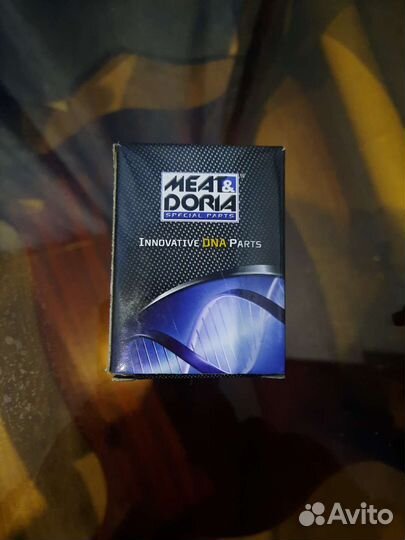 MEAT&
DORIA®
SPECIAL PARTS
INNOVATIVE DNA PARTS
Avito